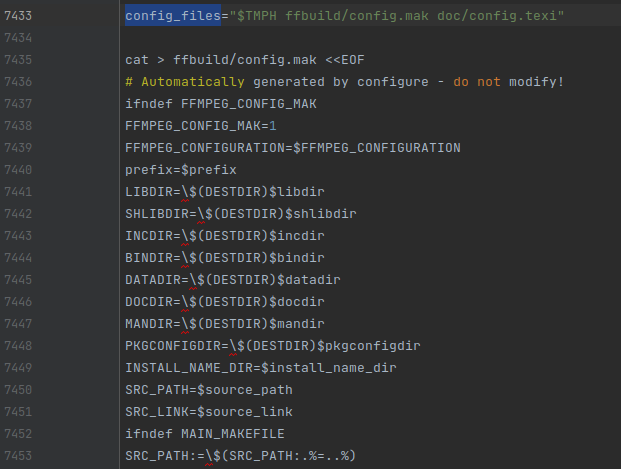 7433 config_files="$TMPH ffbuild/config.mak doc/config.texi"
7434
7435 cat > ffbuild/config.mak <<EOF
7436 # Automatically generated by configure - do not modify!
7437 ifndef FFMPEG_CONFIG_MAK
7438 FFMPEG_CONFIG_MAK=1
7439 FFMPEG_CONFIGURATION=$FFMPEG_CONFIGURATION
7440 prefix=$prefix
7441 LIBDIR=\$(DESTDIR)$libdir
7442 SHLIBDIR=\$(DESTDIR)$shlibdir
7443 INCDIR=\$(DESTDIR)$incdir
7444 BINDIR=\$(DESTDIR)$bindir
7445 DATADIR=\$(DESTDIR)$datadir
7446 DOCDIR=\$(DESTDIR)$docdir
7447 MANDIR=\$(DESTDIR)$mandir
7448 PKGCONFIGDIR=\$(DESTDIR)$pkgconfigdir
7449 INSTALL_NAME_DIR=$install_name_dir
7450 SRC_PATH=$source_path
7451 SRC_LINK=$source_link
7452 ifndef MAIN_MAKEFILE
7453 SRC_PATH:=\$(SRC_PATH:.%=..%)